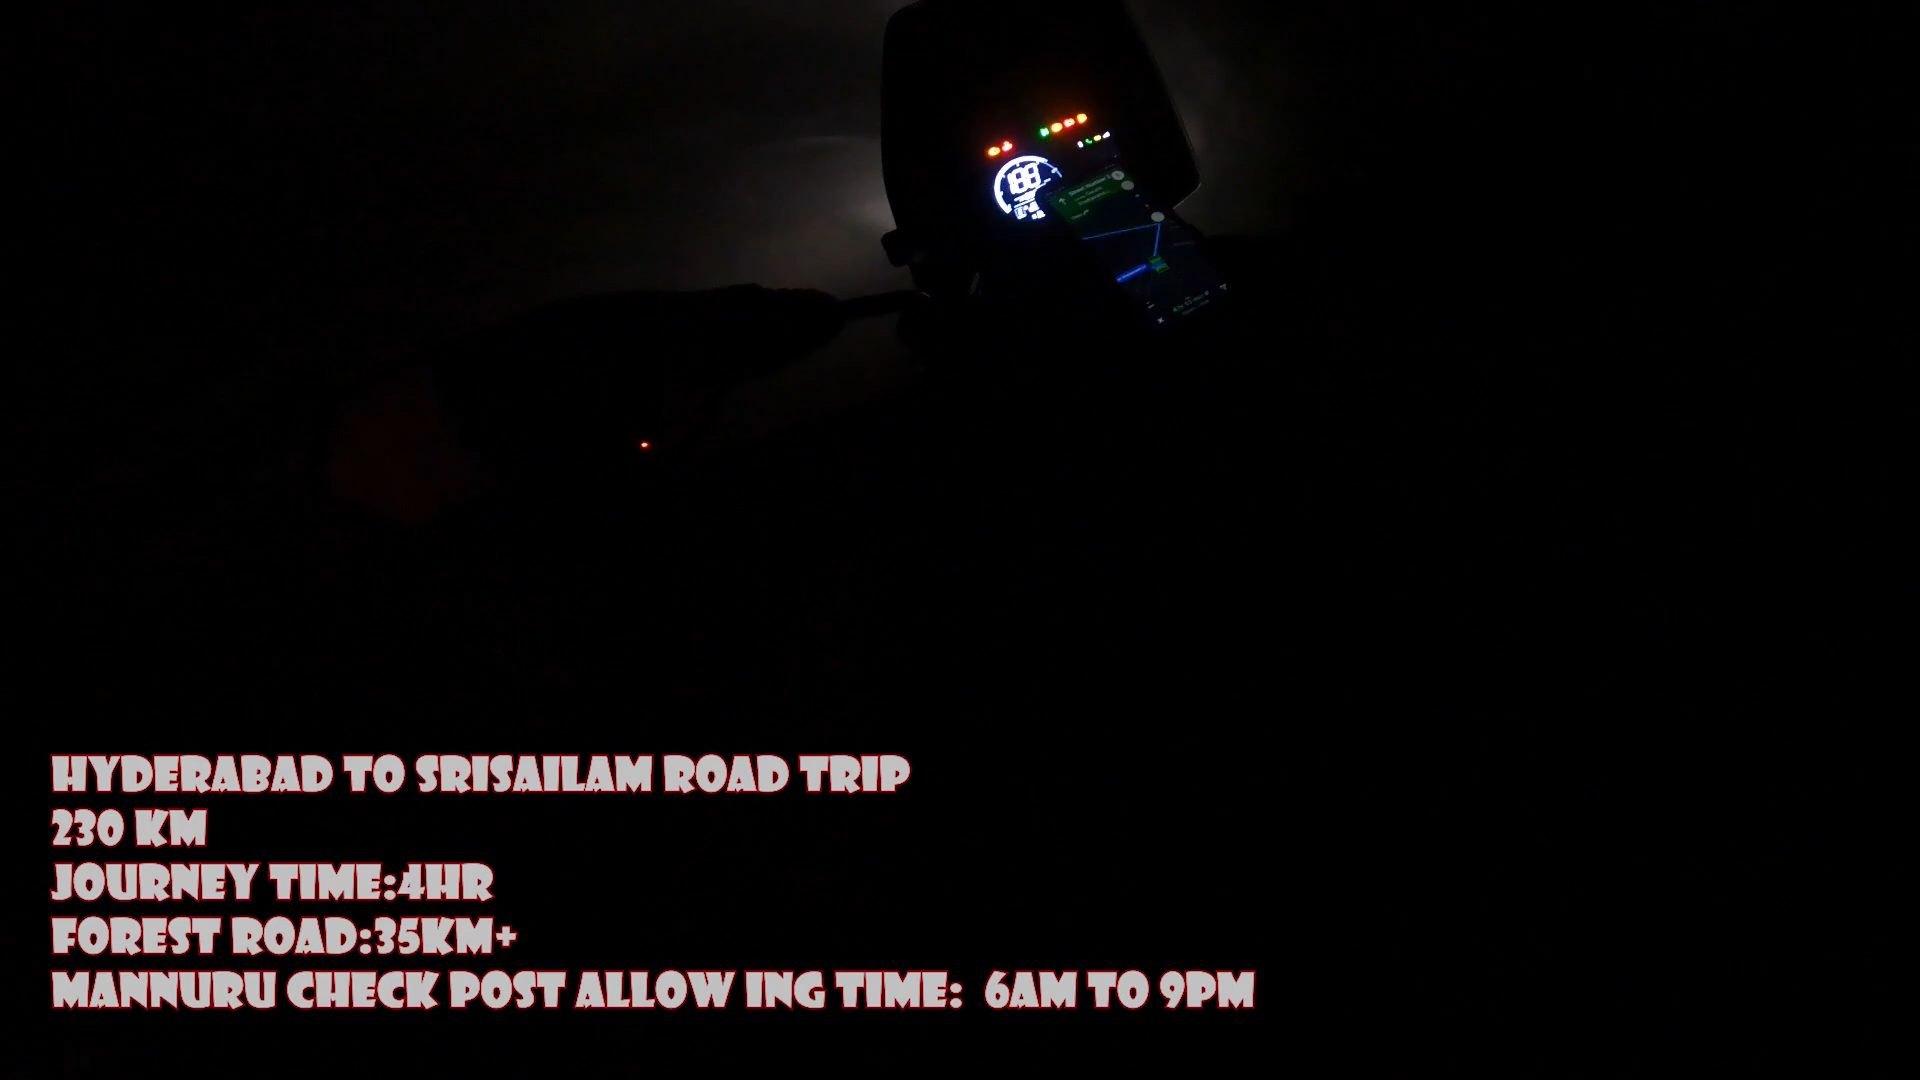 HYDERABAD TO SRISAILAM ROAD TRIP
230 KM
JOURNEY TIME:4HR
FOREST ROAD:35KM+
MANNURU CHECK POST ALLOW ING TIME:  6AM TO 9PM